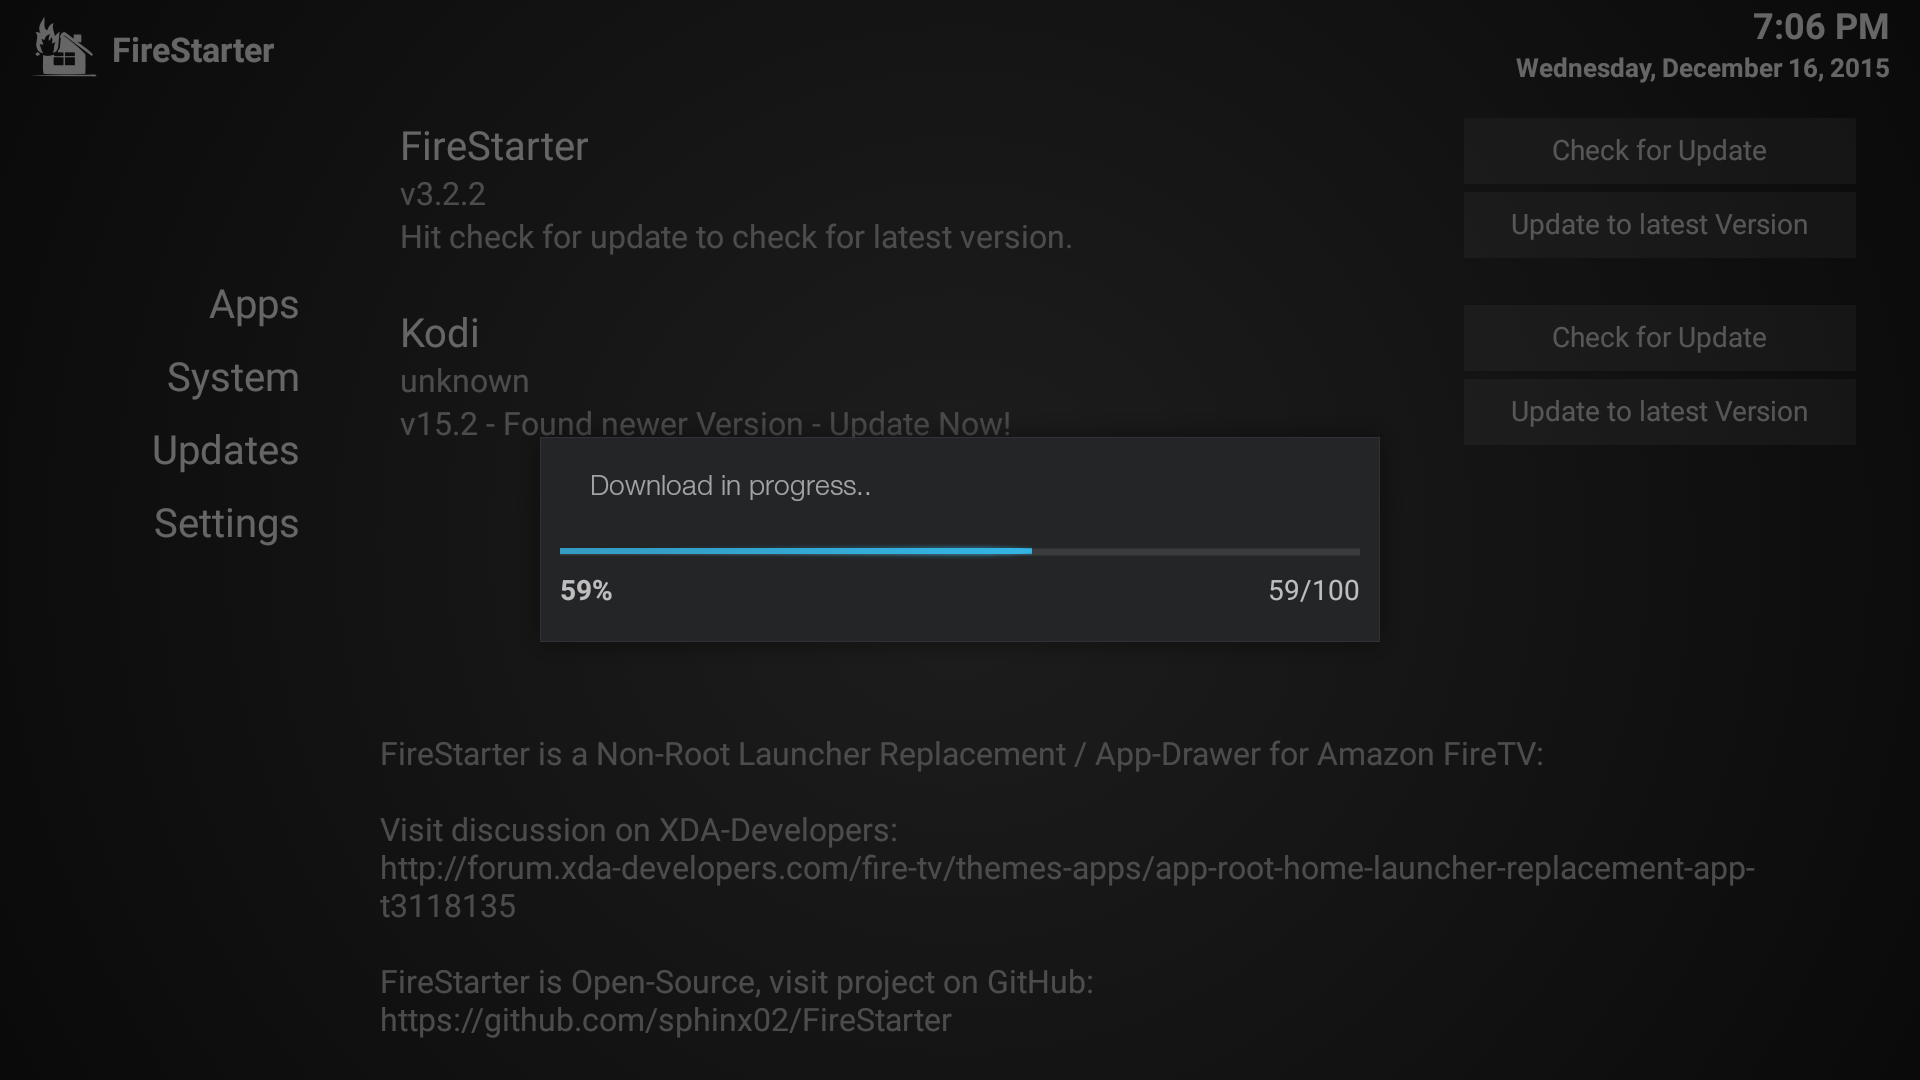 FireStarter
7:06 PM
Wednesday, December 16, 2015
FireStarter
v3.2.2
Hit check for update to check for latest version.
Check for Update
Update to latest Version
Apps
System
Updates
Settings
Kodi
unknown
v15.2 - Found newer Version - Update Now!
Check for Update
Update to latest Version
Download in progress..
59%
59/100
FireStarter is a Non-Root Launcher Replacement / App-Drawer for Amazon FireTV:
Visit discussion on XDA-Developers:
http://forum.xda-developers.com/fire-tv/themes-apps/app-root-home-launcher-replacement-app-
t3118135
FireStarter is Open-Source, visit project on GitHub:
https://github.com/sphinx02/FireStarter